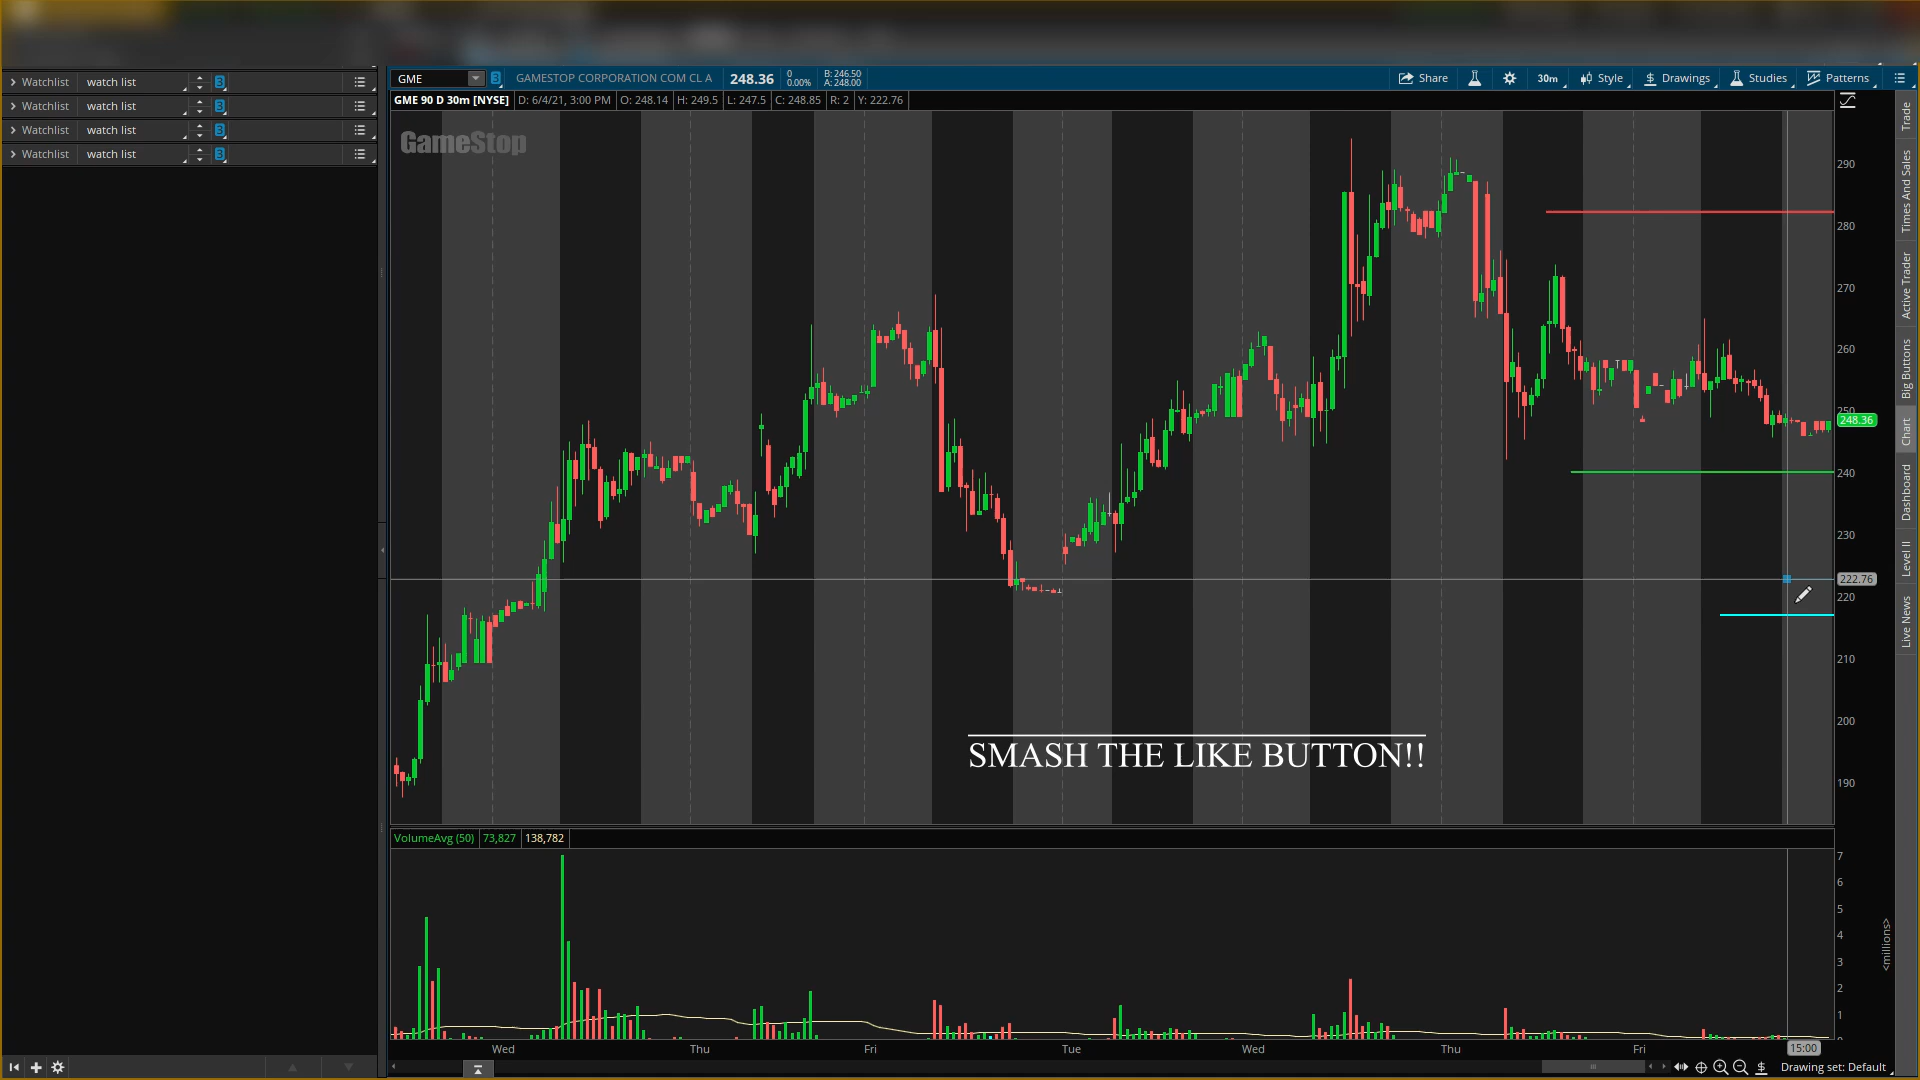 Watchlist watch list 3
Watchlist watch list 3
Watchlist watch list 3
Watchlist watch list 3
GME 3 GAMESTOP CORPORATION COM CL A 248.36 0 0.00% B: 246.50 A: 248.00 Share 30m Style Drawings Studies Patterns
GME 90 D 30m [NYSE] D: 6/4/21, 3:00 PM O: 248.14 H: 249.5 L: 247.5 C: 248.85 R: 2 Y: 222.76
GameStop
290
280
270
260
250
248.36
240
230
222.76
220
210
200
190
SMASH THE LIKE BUTTON!!
VolumeAvg (50) 73,827 138,782
7
6
5
4
3
2
1
<millions>
Wed Thu Fri Tue Wed Thu Fri 15:00
Drawing set: Default
Trade
Times And Sales
Active Trader
Big Buttons
Chart
Dashboard
Level II
Live News